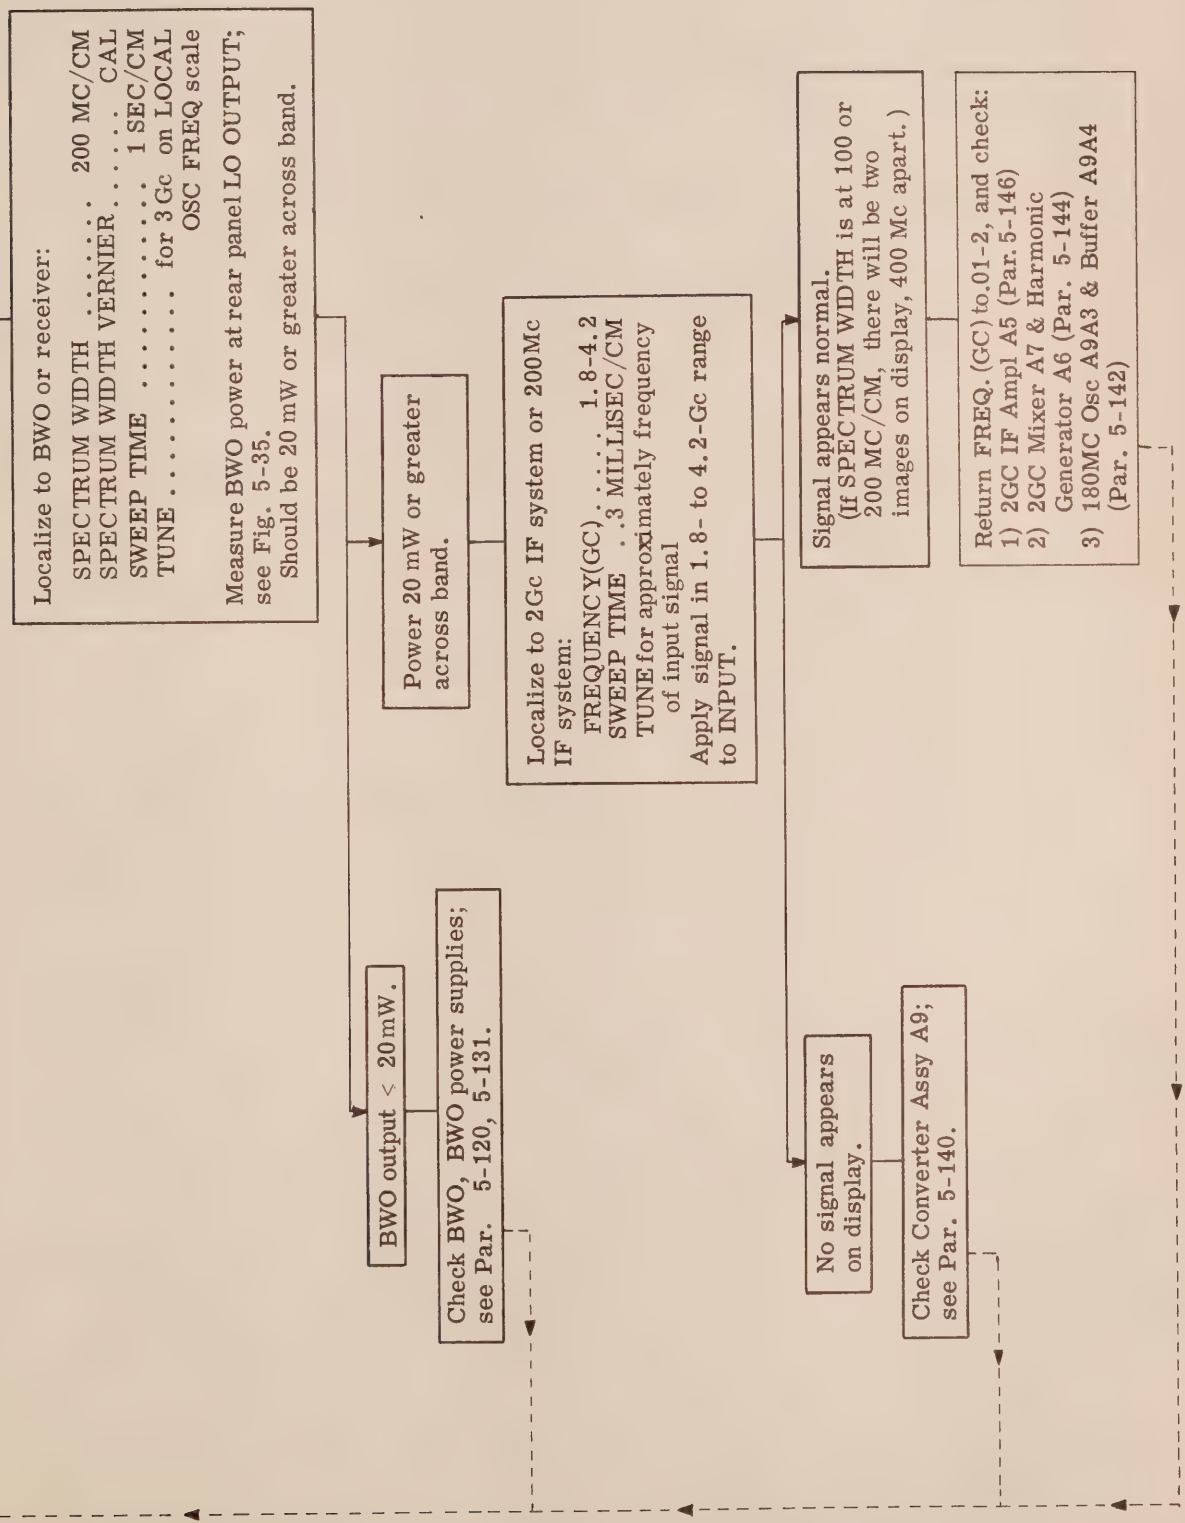 Localize to BWO or receiver:
SPECTRUM WIDTH ....... 200 MC/CM
SPECTRUM WIDTH VERNIER ...... CAL
SWEEP TIME ........... 1 SEC/CM
TUNE .......... for 3 Gc on LOCAL
OSC FREQ scale
Measure BWO power at rear panel LO OUTPUT;
see Fig. 5-35.
Should be 20 mW or greater across band.
BWO output < 20mW.
Check BWO, BWO power supplies;
see Par. 5-120, 5-131.
Power 20 mW or greater
across band.
Localize to 2Gc IF system or 200Mc
IF system:
FREQUENCY(GC)...... 1.8-4.2
SWEEP TIME . .3 MILLISEC/CM
TUNE for approximately frequency
of input signal
Apply signal in 1.8- to 4.2-Gc range
to INPUT.
No signal appears
on display.
Check Converter Assy A9;
see Par. 5-140.
Signal appears normal.
(If SPECTRUM WIDTH is at 100 or
200 MC/CM, there will be two
images on display, 400 Mc apart.)
Return FREQ. (GC) to.01-2, and check:
1) 2GC IF Ampl A5 (Par. 5-146)
2) 2GC Mixer A7 & Harmonic
Generator A6 (Par. 5-144)
3) 180MC Osc A9A3 & Buffer A9A4
(Par. 5-142)